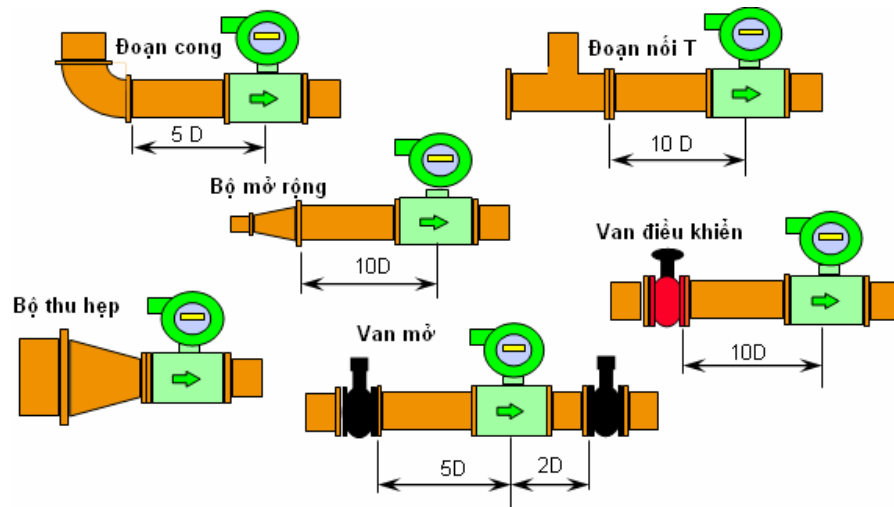 Đoạn cong
5 D
Đoạn nối T
10 D
Bộ mở rộng
10D
Van điều khiển
10D
Bộ thu hẹp
Van mở
5D
2D